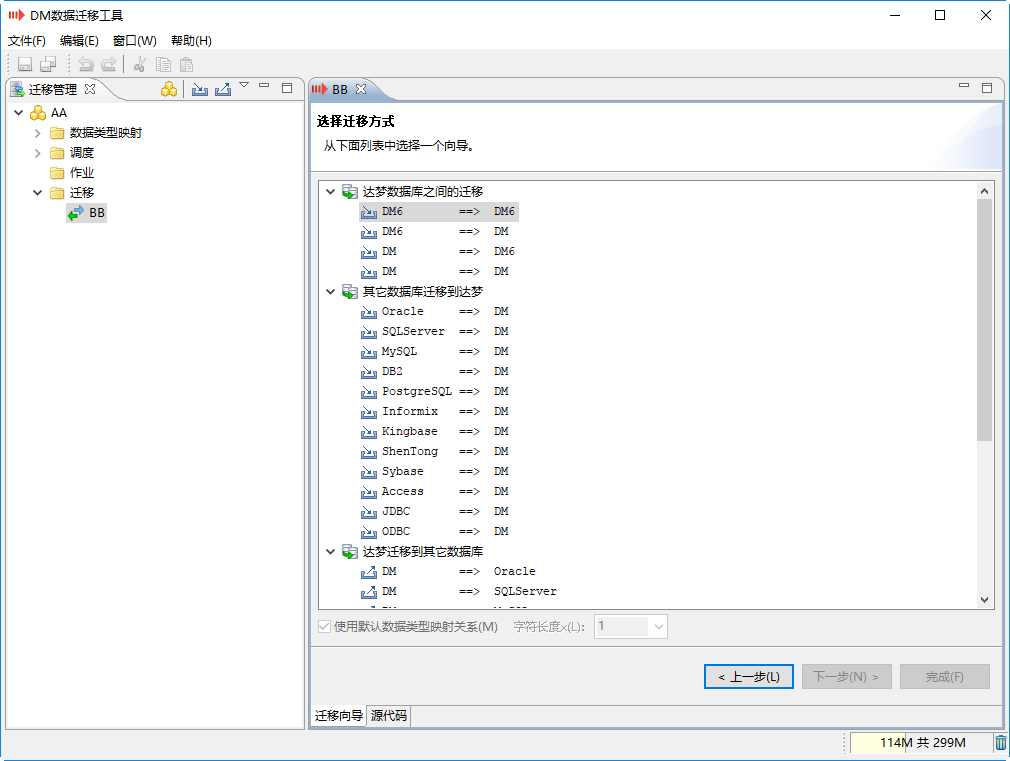 DM数据迁移工具
文件(F) 编辑(E) 窗口(W) 帮助(H)
迁移管理
AA
数据类型映射
调度
作业
迁移
BB
BB
选择迁移方式
从下面列表中选择一个向导。
达梦数据库之间的迁移
DM6 ==> DM6
DM6 ==> DM
DM ==> DM6
DM ==> DM
其它数据库迁移到达梦
Oracle ==> DM
SQLServer ==> DM
MySQL ==> DM
DB2 ==> DM
PostgreSQL ==> DM
Informix ==> DM
Kingbase ==> DM
ShenTong ==> DM
Sybase ==> DM
Access ==> DM
JDBC ==> DM
ODBC ==> DM
达梦迁移到其它数据库
DM ==> Oracle
DM ==> SQLServer
使用默认数据类型映射关系(M) 字符长度x(L): 1
< 上一步(L) 下一步(N) > 完成(F)
迁移向导 源代码
114M 共 299M